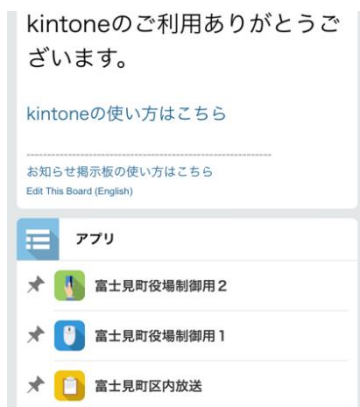 kintoneのご利用ありがとうご
ざいます。
kintoneの使い方はこちら
お知らせ掲示板の使い方はこちら
Edit This Board (English)
アプリ
富士見町役場制御用2
富士見町役場制御用1
富士見町区内放送